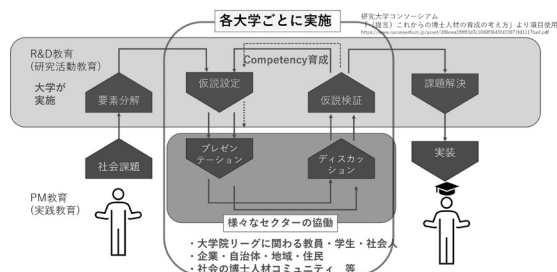 各大学ごとに実施
研究大学コンソーシアム
「(提言)これからの博士人材の育成の考え方」より項目使用
R&D教育
(研究活動教育)
大学が
実施
Competency育成
要素分解
仮説設定
仮説検証
課題解決
社会課題
プレゼン
テーション
ディスカッ
ション
実装
PM教育
(実践教育)
様々なセクターの協働
・大学院リーグに関わる教員・学生・社会人
・企業・自治体・地域・住民
・社会の博士人材コミュニティ 等